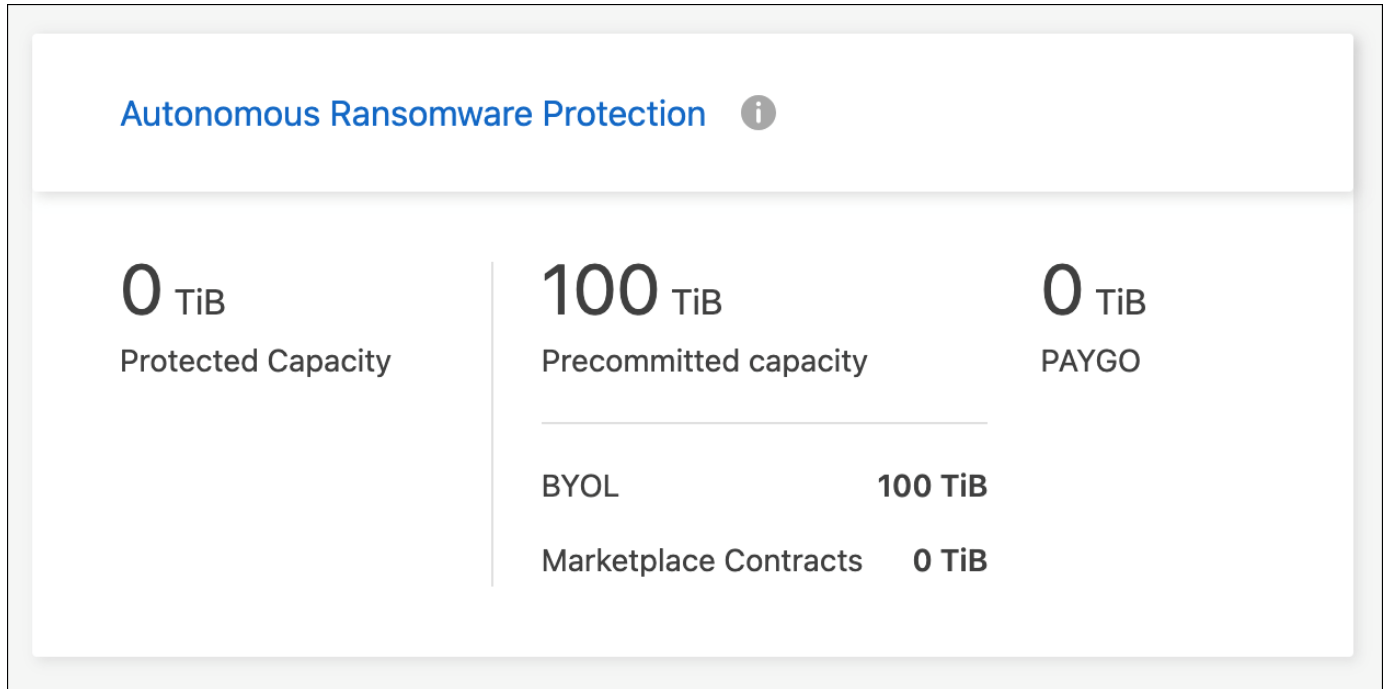 Autonomous Ransomware Protection
0 TiB
Protected Capacity
100 TiB
Precommitted capacity
BYOL 100 TiB
Marketplace Contracts 0 TiB
0 TiB
PAYGO